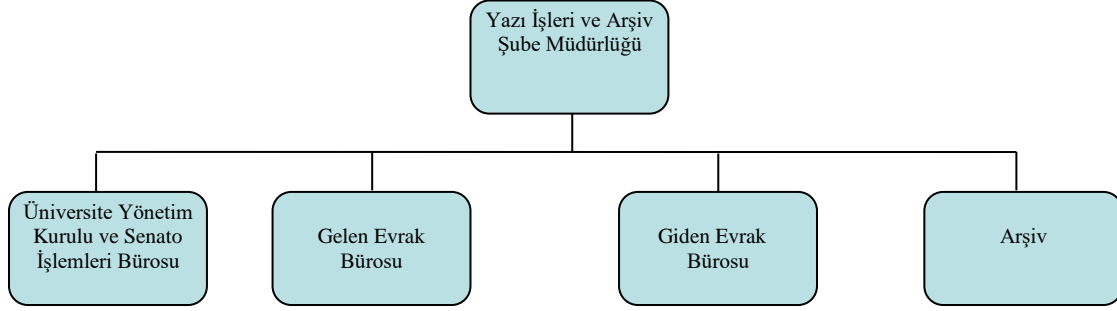 Yazı İşleri ve Arşiv
Şube Müdürlüğü
Üniversite Yönetim
Kurulu ve Senato
İşlemleri Bürosu
Gelen Evrak
Bürosu
Giden Evrak
Bürosu
Arşiv